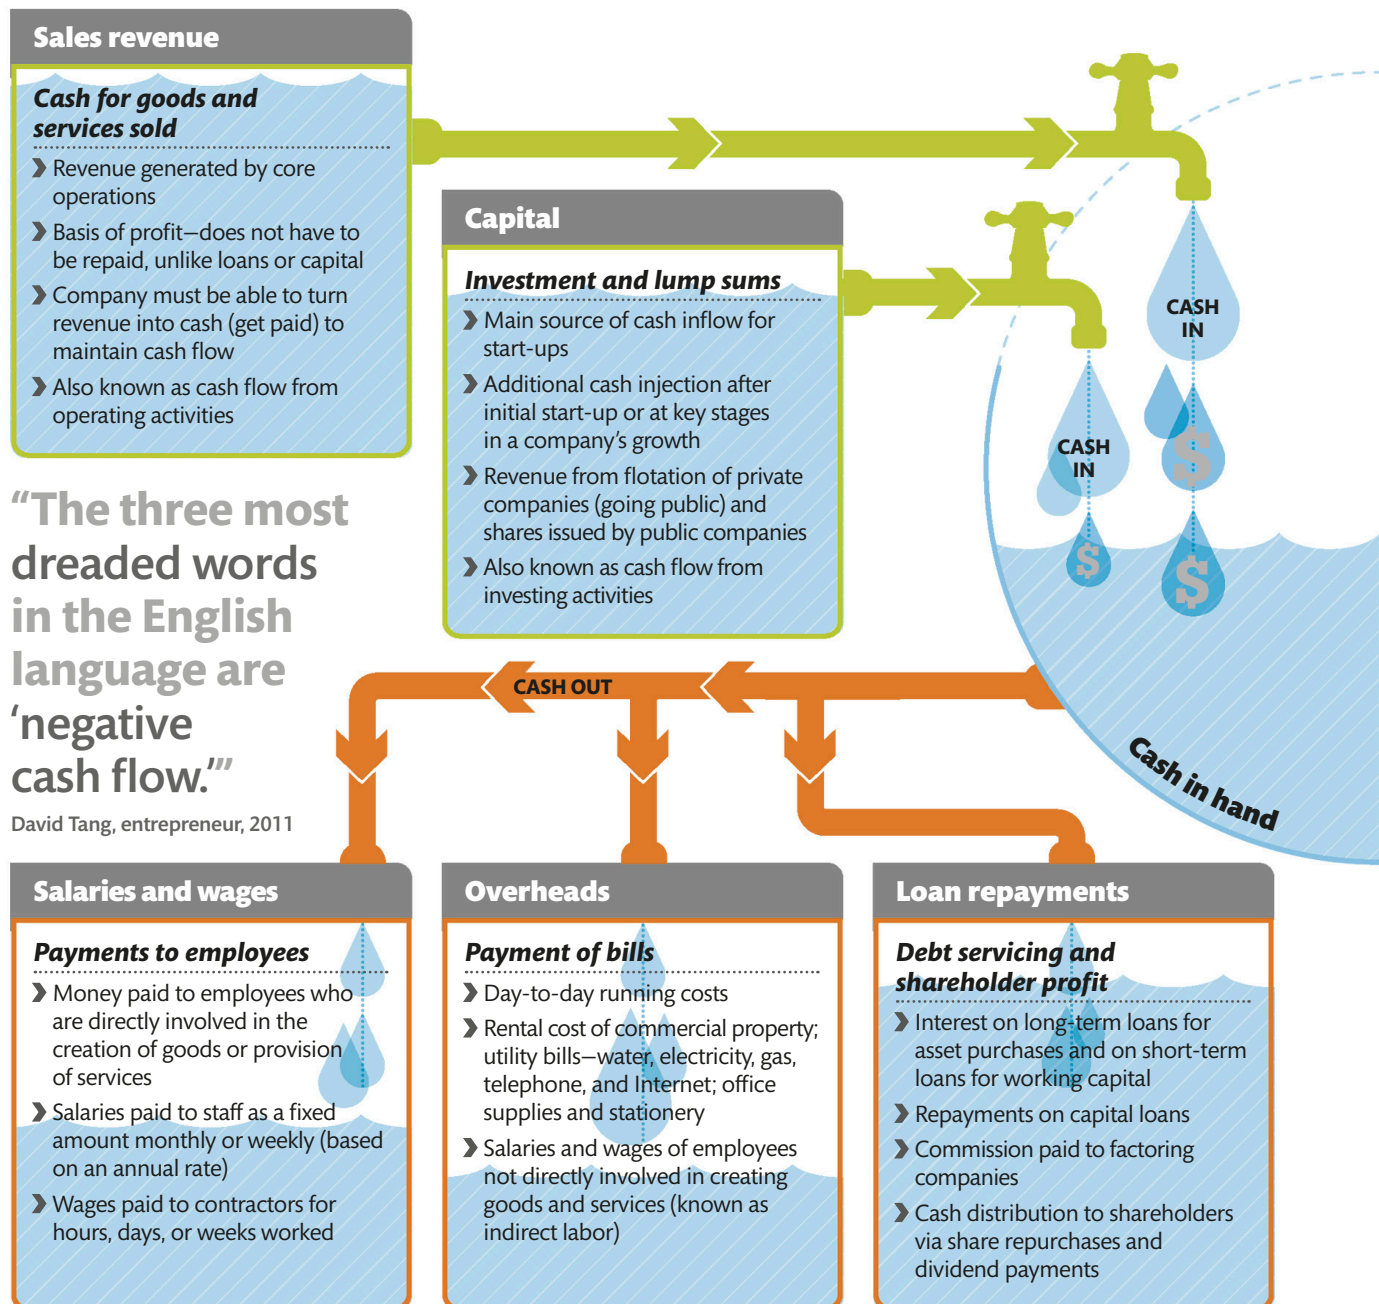 Sales revenue
Cash for goods and
services sold
❯ Revenue generated by core
operations
❯ Basis of profit—does not have to
be repaid, unlike loans or capital
❯ Company must be able to turn
revenue into cash (get paid) to
maintain cash flow
❯ Also known as cash flow from
operating activities
Capital
Investment and lump sums
❯ Main source of cash inflow for
start-ups
❯ Additional cash injection after
initial start-up or at key stages
in a company’s growth
❯ Revenue from flotation of private
companies (going public) and
shares issued by public companies
❯ Also known as cash flow from
investing activities
CASH
IN
$
$
CASH
IN
$
“The three most
dreaded words
in the English
language are
‘negative
cash flow.’”
David Tang, entrepreneur, 2011
CASH OUT
Cash in hand
Salaries and wages
Payments to employees
❯ Money paid to employees who
are directly involved in the
creation of goods or provision
of services
❯ Salaries paid to staff as a fixed
amount monthly or weekly (based
on an annual rate)
❯ Wages paid to contractors for
hours, days, or weeks worked
Overheads
Payment of bills
❯ Day-to-day running costs
❯ Rental cost of commercial property;
utility bills—water, electricity, gas,
telephone, and Internet; office
supplies and stationery
❯ Salaries and wages of employees
not directly involved in creating
goods and services (known as
indirect labor)
Loan repayments
Debt servicing and
shareholder profit
❯ Interest on long-term loans for
asset purchases and on short-term
loans for working capital
❯ Repayments on capital loans
❯ Commission paid to factoring
companies
❯ Cash distribution to shareholders
via share repurchases and
dividend payments